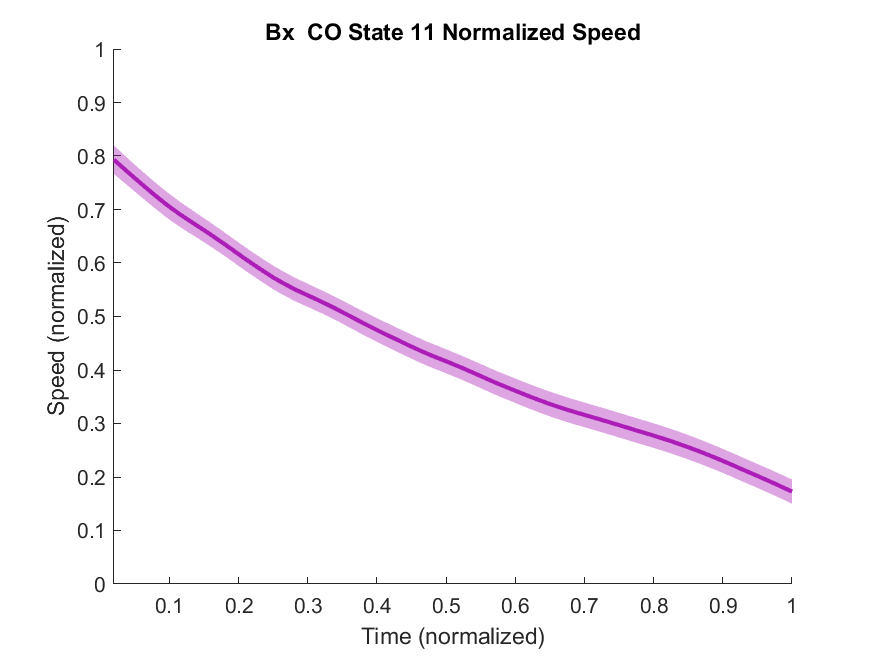 Bx  CO State 11 Normalized Speed
1
0.9
0.8
0.7
0.6
0.5
0.4
0.3
0.2
0.1
0
Speed (normalized)
0.1 0.2 0.3 0.4 0.5 0.6 0.7 0.8 0.9 1
Time (normalized)